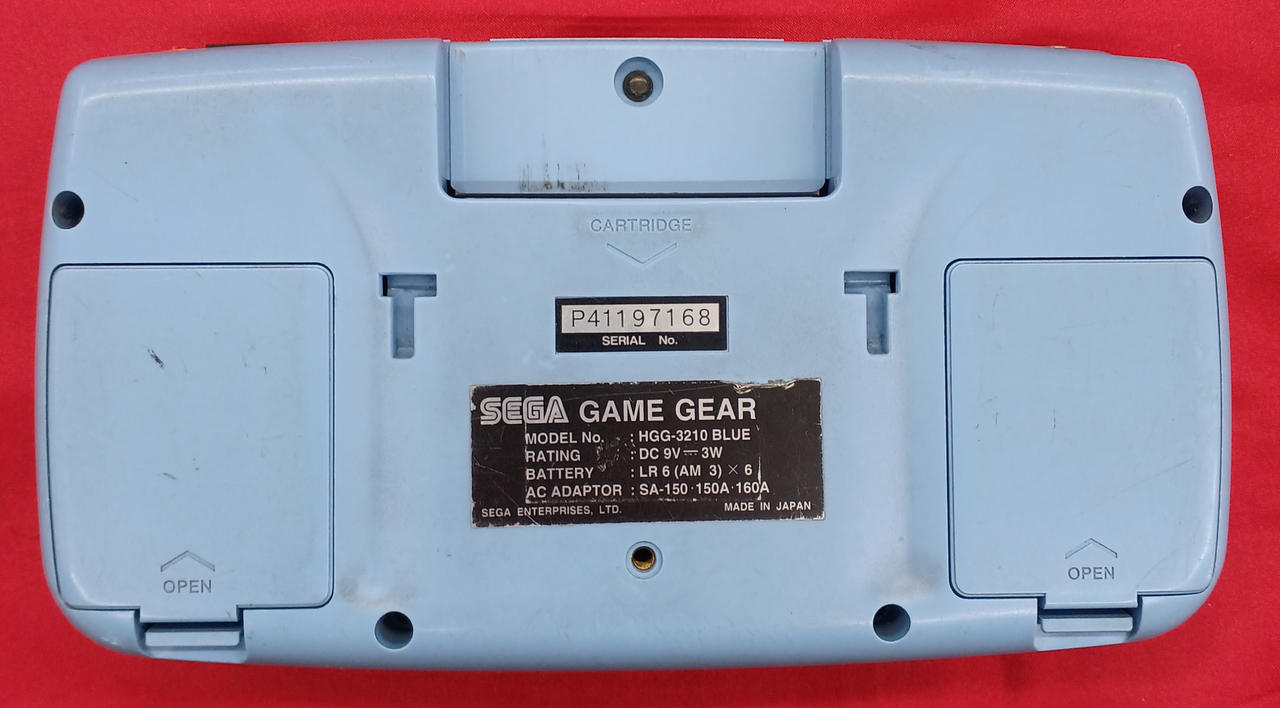 CARTRIDGE
P41197168
SERIAL No.
SEGA GAME GEAR
MODEL No. : HGG-3210 BLUE
RATING : DC 9V⎓3W
BATTERY : LR 6 (AM 3) × 6
AC ADAPTOR : SA-150·150A·160A
SEGA ENTERPRISES, LTD. MADE IN JAPAN
OPEN
OPEN